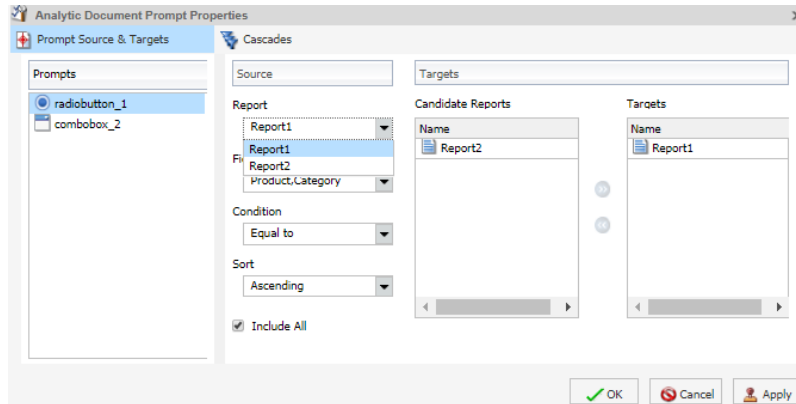 Analytic Document Prompt Properties
Prompt Source & Targets
Cascades
Prompts
radiobutton_1
combobox_2
Source
Report
Report1
Report1
Report2
Product,Category
Condition
Equal to
Sort
Ascending
Include All
Targets
Candidate Reports
Name
Report2
Targets
Name
Report1
OK
Cancel
Apply